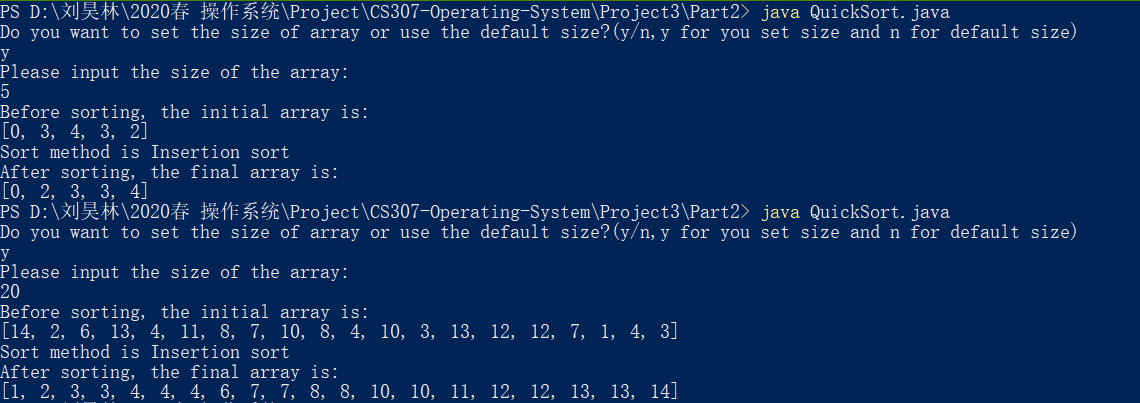 PS D:\刘昊林\2020春 操作系统\Project\CS307-Operating-System\Project3\Part2> java QuickSort.java
Do you want to set the size of array or use the default size?(y/n,y for you set size and n for default size)
y
Please input the size of the array:
5
Before sorting, the initial array is:
[0, 3, 4, 3, 2]
Sort method is Insertion sort
After sorting, the final array is:
[0, 2, 3, 3, 4]
PS D:\刘昊林\2020春 操作系统\Project\CS307-Operating-System\Project3\Part2> java QuickSort.java
Do you want to set the size of array or use the default size?(y/n,y for you set size and n for default size)
y
Please input the size of the array:
20
Before sorting, the initial array is:
[14, 2, 6, 13, 4, 11, 8, 7, 10, 8, 4, 10, 3, 13, 12, 12, 7, 1, 4, 3]
Sort method is Insertion sort
After sorting, the final array is:
[1, 2, 3, 3, 4, 4, 4, 6, 7, 7, 8, 8, 10, 10, 11, 12, 12, 13, 13, 14]